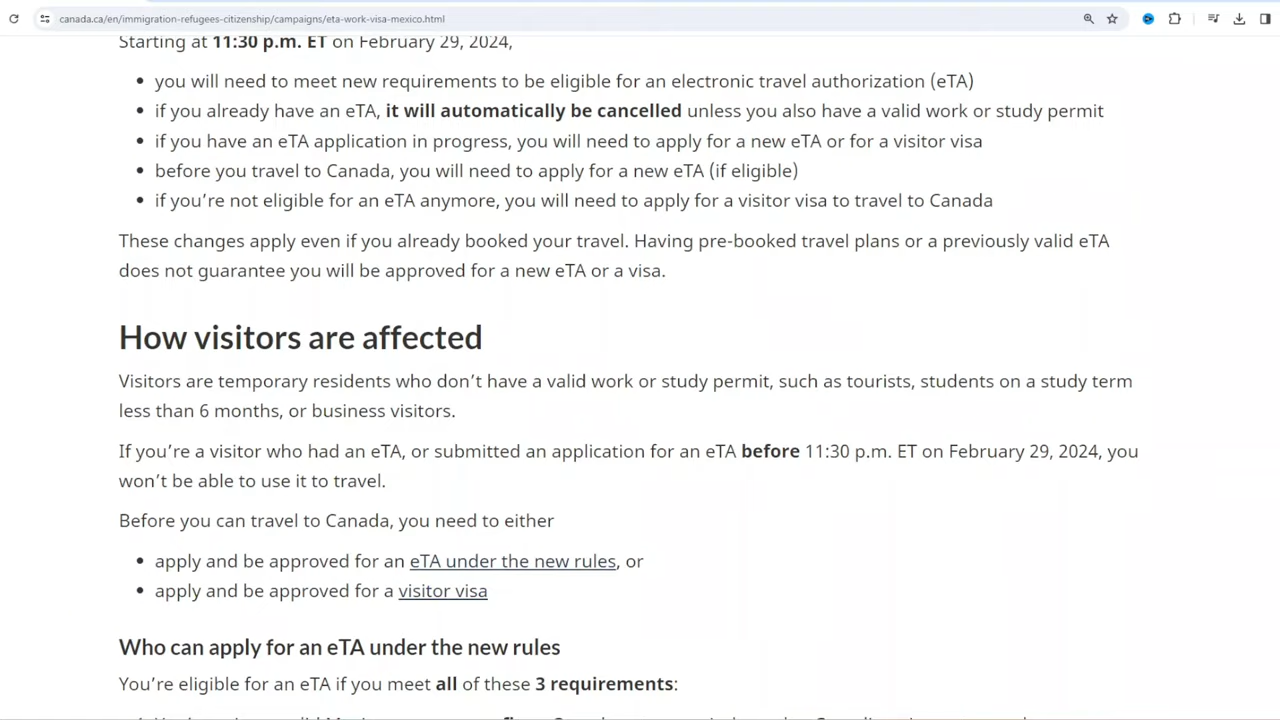 canada.ca/en/immigration-refugees-citizenship/campaigns/eta-work-visa-mexico.html
Starting at 11:30 p.m. ET on February 29, 2024,
• you will need to meet new requirements to be eligible for an electronic travel authorization (eTA)
• if you already have an eTA, it will automatically be cancelled unless you also have a valid work or study permit
• if you have an eTA application in progress, you will need to apply for a new eTA or for a visitor visa
• before you travel to Canada, you will need to apply for a new eTA (if eligible)
• if you’re not eligible for an eTA anymore, you will need to apply for a visitor visa to travel to Canada
These changes apply even if you already booked your travel. Having pre-booked travel plans or a previously valid eTA
does not guarantee you will be approved for a new eTA or a visa.
How visitors are affected
Visitors are temporary residents who don’t have a valid work or study permit, such as tourists, students on a study term
less than 6 months, or business visitors.
If you’re a visitor who had an eTA, or submitted an application for an eTA before 11:30 p.m. ET on February 29, 2024, you
won’t be able to use it to travel.
Before you can travel to Canada, you need to either
• apply and be approved for an eTA under the new rules, or
• apply and be approved for a visitor visa
Who can apply for an eTA under the new rules
You’re eligible for an eTA if you meet all of these 3 requirements: